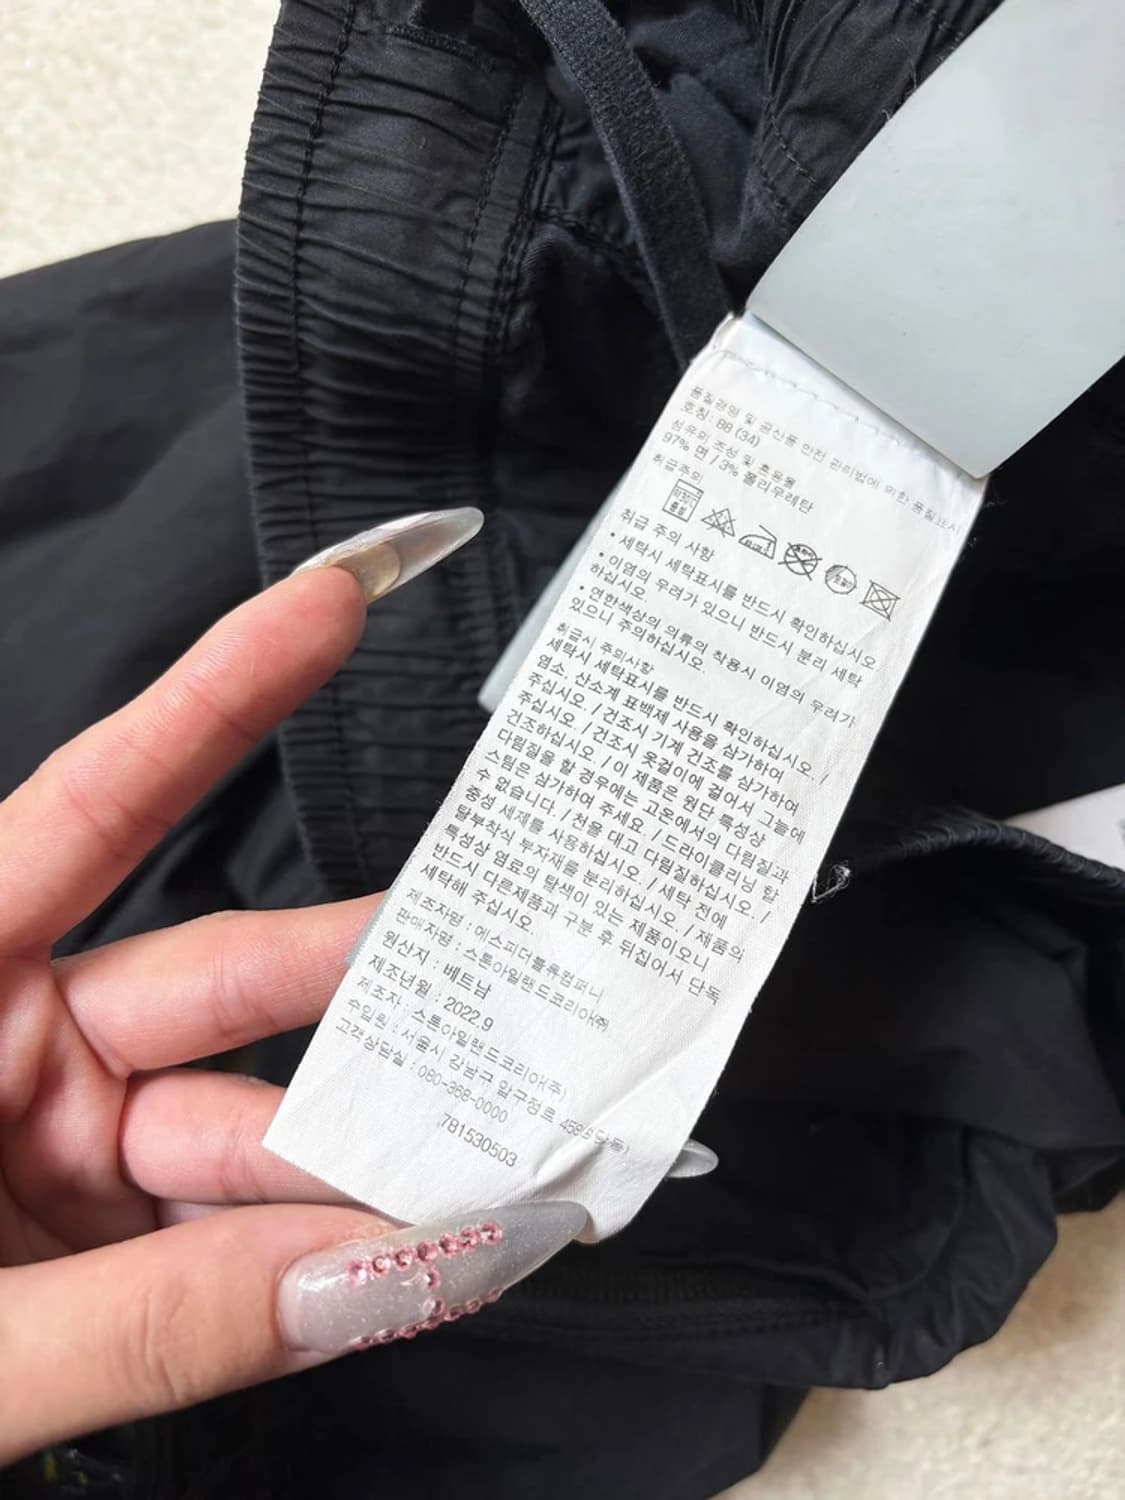 품질경영 및 공산품 안전 관리법에 의한 품질표시
호칭: 88 (34)
섬유의 조성 및 혼용율
97% 면 / 3% 폴리우레탄
취급주의
취급 주의 사항
• 세탁시 세탁표시를 반드시 확인하십시오
• 이염의 우려가 있으니 반드시 분리 세탁
하십시오
• 연한색상의 의류의 착용시 이염의 우려가
있으니 주의하십시오.
취급시 주의사항
세탁시 세탁표시를 반드시 확인하십시오. /
염소, 산소계 표백제 사용을 삼가하여
주십시오. / 건조시 기계 건조를 삼가하여
주십시오. / 건조시 옷걸이에 걸어서 그늘에
건조하십시오. / 이 제품은 원단 특성상
다림질을 할 경우에는 고온에서의 다림질과
스팀은 삼가하여 주세요. / 드라이클리닝 할
수 없습니다. / 천을 대고 다림질하십시오. /
중성 세제를 사용하십시오. / 세탁 전에
탈부착식 부자재를 분리하십시오. / 제품의
특성상 염료의 탈색이 있는 제품이오니
반드시 다른제품과 구분 후 뒤집어서 단독
세탁해 주십시오.
제조자명 : 에스피더블류컴퍼니
판매자명 : 스톤아일랜드코리아(주)
원산지 : 베트남
제조년월 : 2022.9
제조자 : 스톤아일랜드코리아(주)
수입원 : 서울시 강남구 압구정로 458
고객상담실 : 080-368-0000
781530503